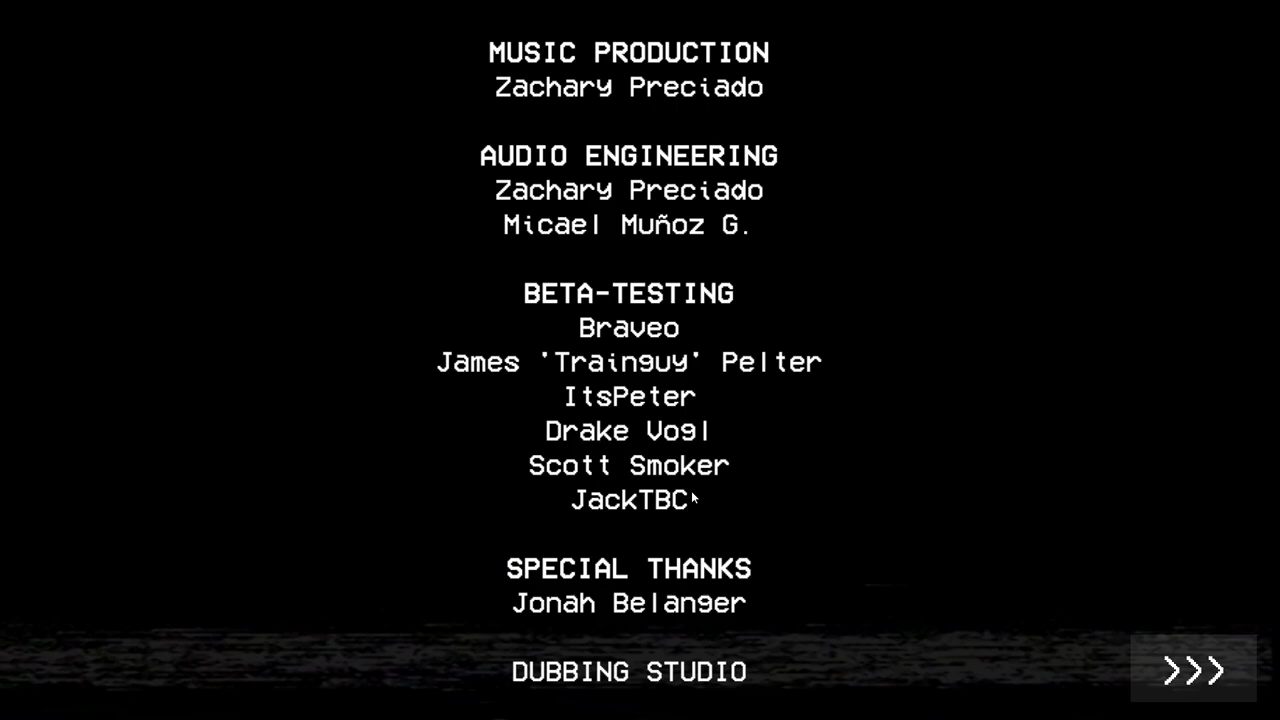 MUSIC PRODUCTION
Zachary Preciado
AUDIO ENGINEERING
Zachary Preciado
Micael Muñoz G.
BETA-TESTING
Braveo
James 'Trainguy' Pelter
ItsPeter
Drake Vogl
Scott Smoker
JackTBC
SPECIAL THANKS
Jonah Belanger
DUBBING STUDIO
>>>